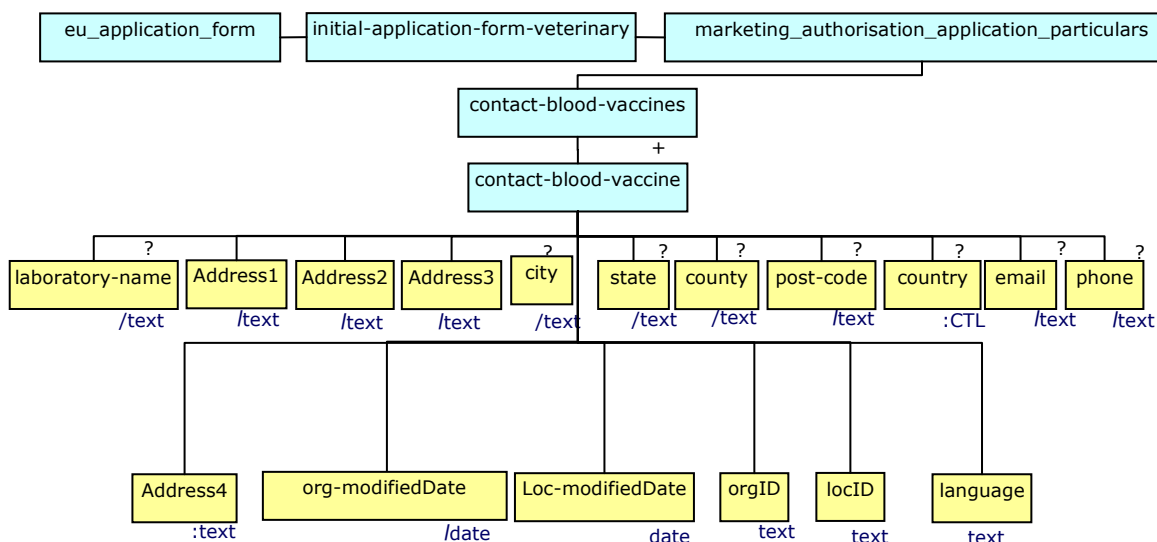 eu_application_form initial-application-form-veterinary marketing_authorisation_application_particulars
contact-blood-vaccines
+
contact-blood-vaccine
? ? ? ? ? ? ? ?
laboratory-name Address1 Address2 Address3 city state county post-code country email phone
/text /text /text /text /text /text /text /text :CTL /text /text
Address4 org-modifiedDate Loc-modifiedDate orgID locID language
:text /date date text text text